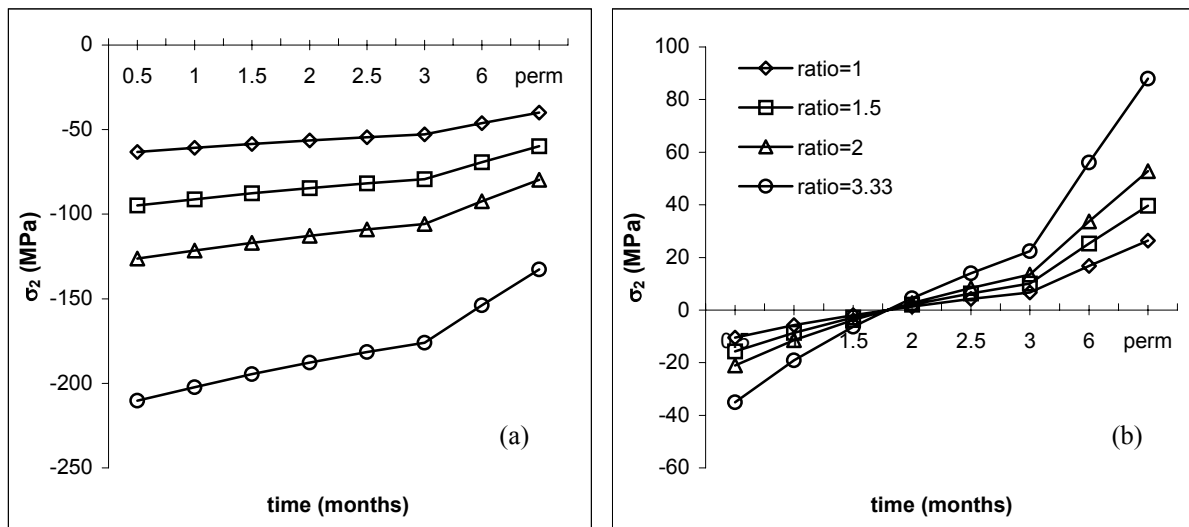 0
0.5 1 1.5 2 2.5 3 6 perm
-50
-100
-150
-200
-250
σ2 (MPa)
time (months)
(a)
100
80
60
40
20
0
-20
-40
-60
ratio=1
ratio=1.5
ratio=2
ratio=3.33
0.5 1.5 2 2.5 3 6 perm
σ2 (MPa)
time (months)
(b)